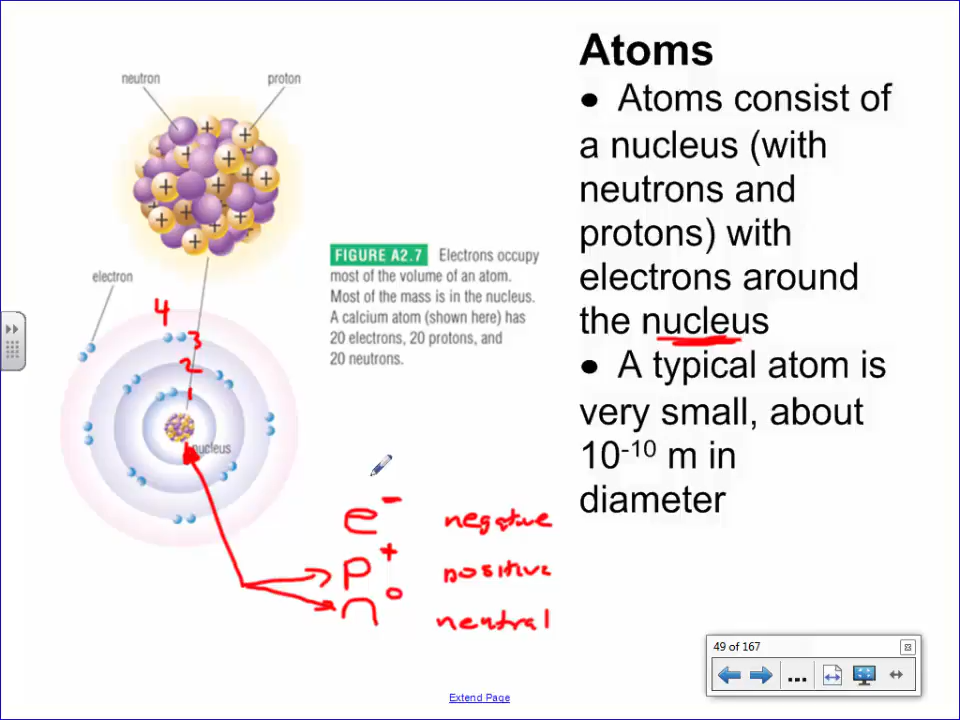 Atoms
• Atoms consist of
a nucleus (with
neutrons and
protons) with
electrons around
the nucleus
• A typical atom is
very small, about
10⁻¹⁰ m in
diameter
neutron
proton
electron
nucleus
FIGURE A2.7 Electrons occupy
most of the volume of an atom.
Most of the mass is in the nucleus.
A calcium atom (shown here) has
20 electrons, 20 protons, and
20 neutrons.
4
3
2
1
e⁻ negative
p⁺ positive
n⁰ neutral
49 of 167
...
Extend Page